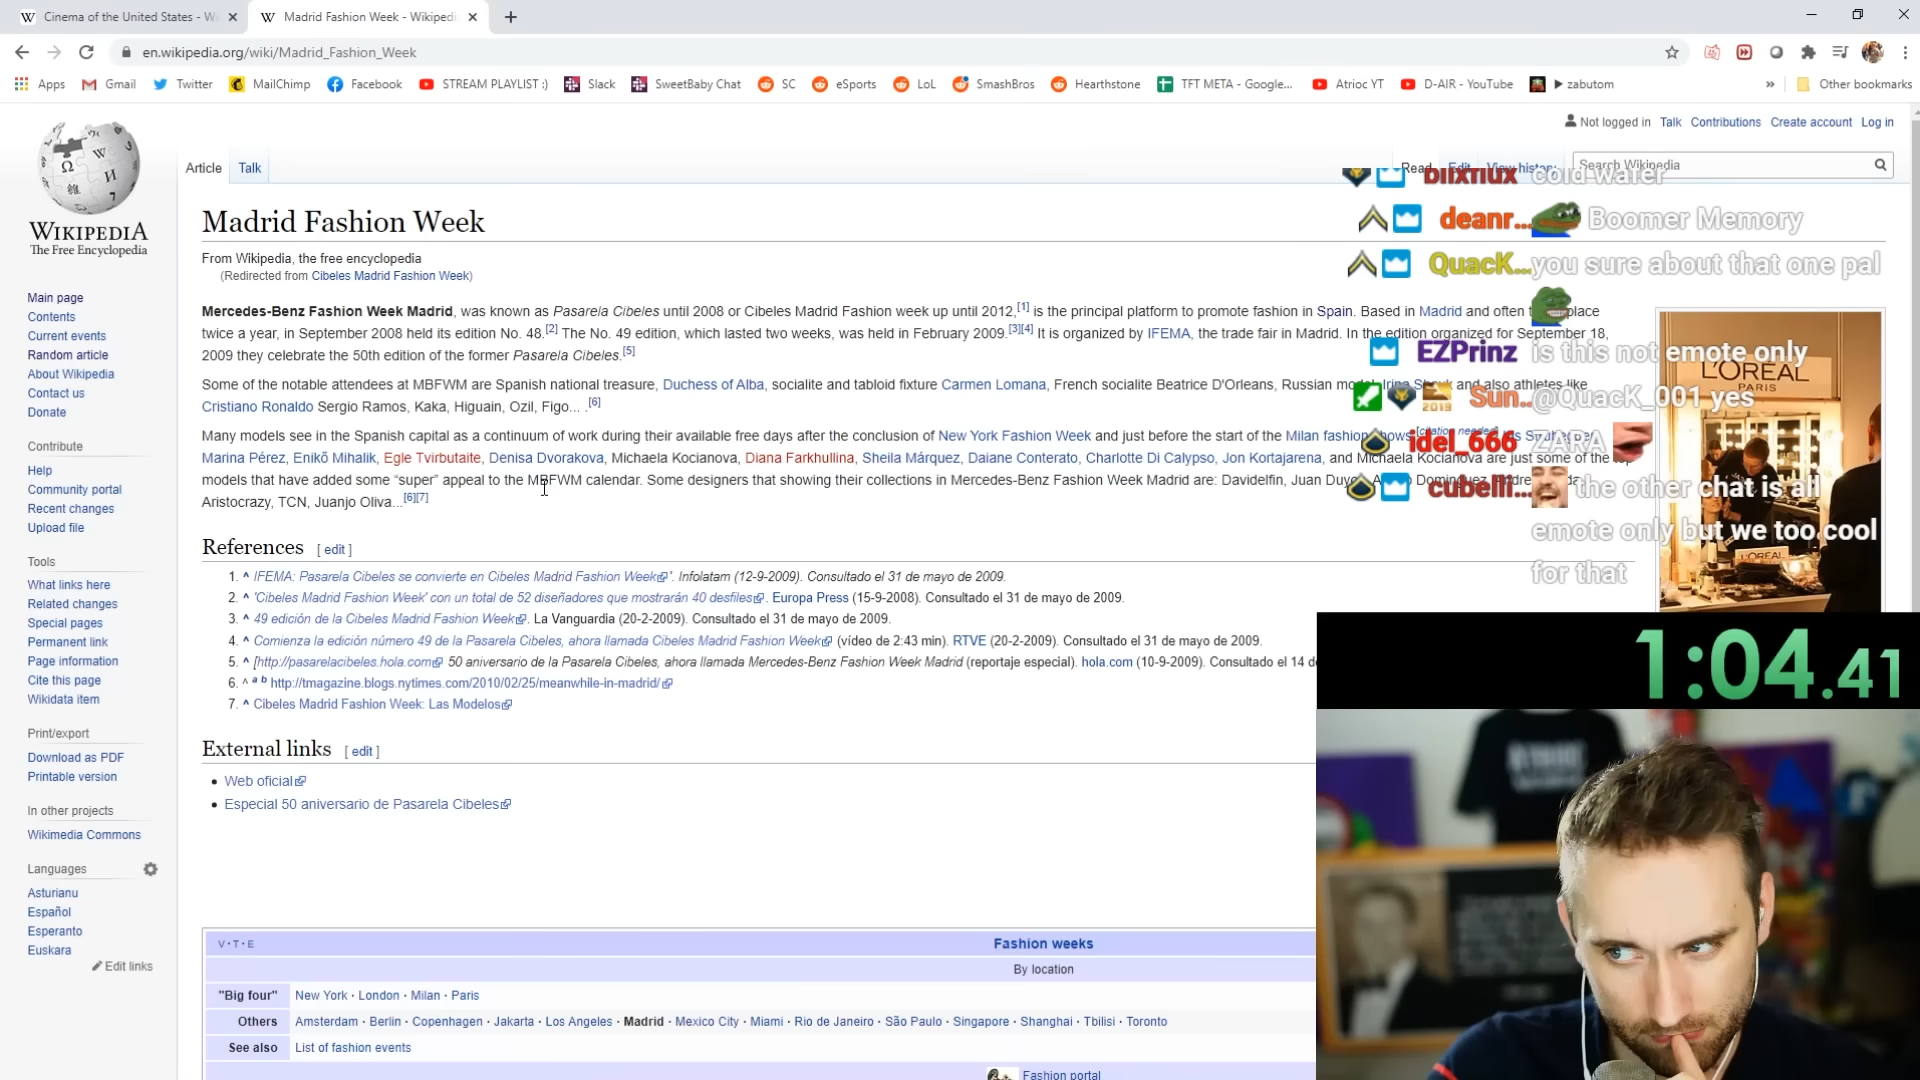 Cinema of the United States - W
Madrid Fashion Week - Wikipedi
en.wikipedia.org/wiki/Madrid_Fashion_Week
Apps Gmail Twitter MailChimp Facebook STREAM PLAYLIST :) Slack SweetBaby Chat SC eSports LoL SmashBros Hearthstone TFT META - Google... Atrioc YT D-AIR - YouTube ▶ zabutom » Other bookmarks
Not logged in Talk Contributions Create account Log in
Article Talk Read Edit View history Search Wikipedia
WIKIPEDIA
The Free Encyclopedia
Main page
Contents
Current events
Random article
About Wikipedia
Contact us
Donate
Contribute
Help
Community portal
Recent changes
Upload file
Tools
What links here
Related changes
Special pages
Permanent link
Page information
Cite this page
Wikidata item
Print/export
Download as PDF
Printable version
In other projects
Wikimedia Commons
Languages
Asturianu
Español
Esperanto
Euskara
Edit links
Madrid Fashion Week
From Wikipedia, the free encyclopedia
(Redirected from Cibeles Madrid Fashion Week)
Mercedes-Benz Fashion Week Madrid, was known as Pasarela Cibeles until 2008 or Cibeles Madrid Fashion week up until 2012,[1] is the principal platform to promote fashion in Spain. Based in Madrid and often place
twice a year, in September 2008 held its edition No. 48.[2] The No. 49 edition, which lasted two weeks, was held in February 2009.[3][4] It is organized by IFEMA, the trade fair in Madrid. In the edition organized for September 18,
2009 they celebrate the 50th edition of the former Pasarela Cibeles.[5]
Some of the notable attendees at MBFWM are Spanish national treasure, Duchess of Alba, socialite and tabloid fixture Carmen Lomana, French socialite Beatrice D'Orleans, Russian model Irina Shayk and also athletes like
Cristiano Ronaldo Sergio Ramos, Kaka, Higuain, Ozil, Figo... .[6]
Many models see in the Spanish capital as a continuum of work during their available free days after the conclusion of New York Fashion Week and just before the start of the Milan fashion shows [citation needed]
Marina Pérez, Enikő Mihalik, Egle Tvirbutaite, Denisa Dvorakova, Michaela Kocianova, Diana Farkhullina, Sheila Márquez, Daiane Conterato, Charlotte Di Calypso, Jon Kortajarena, and Michaela Kocianova are just some of the top
models that have added some “super” appeal to the MBFWM calendar. Some designers that showing their collections in Mercedes-Benz Fashion Week Madrid are: Davidelfin, Juan Duyos,
Aristocrazy, TCN, Juanjo Oliva...[6][7]
References [ edit ]
1. ^ IFEMA: Pasarela Cibeles se convierte en Cibeles Madrid Fashion Week". Infolatam (12-9-2009). Consultado el 31 de mayo de 2009.
2. ^ 'Cibeles Madrid Fashion Week' con un total de 52 diseñadores que mostrarán 40 desfiles. Europa Press (15-9-2008). Consultado el 31 de mayo de 2009.
3. ^ 49 edición de la Cibeles Madrid Fashion Week. La Vanguardia (20-2-2009). Consultado el 31 de mayo de 2009.
4. ^ Comienza la edición número 49 de la Pasarela Cibeles, ahora llamada Cibeles Madrid Fashion Week (vídeo de 2:43 min). RTVE (20-2-2009). Consultado el 31 de mayo de 2009.
5. ^ [http://pasarelacibeles.hola.com 50 aniversario de la Pasarela Cibeles, ahora llamada Mercedes-Benz Fashion Week Madrid (reportaje especial). hola.com (10-9-2009). Consultado el 14 d
6. ^ a b http://tmagazine.blogs.nytimes.com/2010/02/25/meanwhile-in-madrid/
7. ^ Cibeles Madrid Fashion Week: Las Modelos
External links [ edit ]
Web oficial
Especial 50 aniversario de Pasarela Cibeles
V·T·E Fashion weeks
By location
"Big four" New York · London · Milan · Paris
Others Amsterdam · Berlin · Copenhagen · Jakarta · Los Angeles · Madrid · Mexico City · Miami · Rio de Janeiro · São Paulo · Singapore · Shanghai · Tbilisi · Toronto
See also List of fashion events
Fashion portal
cold water
deanr... Boomer Memory
QuacK... you sure about that one pal
EZPrinz is this not emote only
2019 Sun... @QuacK_001 yes
idel_666 ZARA
cubelli... the other chat is all
emote only but we too cool
for that
L'ORÉAL
PARIS
L'ORÉAL
1:04.41